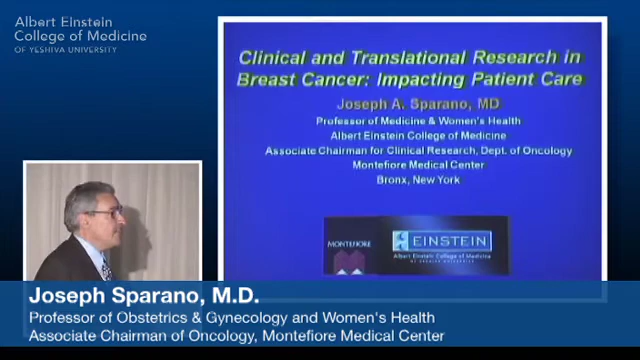 Albert Einstein
College of Medicine
OF YESHIVA UNIVERSITY
Clinical and Translational Research in
Breast Cancer: Impacting Patient Care
Joseph A. Sparano, MD
Professor of Medicine & Women's Health
Albert Einstein College of Medicine
Associate Chairman for Clinical Research, Dept. of Oncology
Montefiore Medical Center
Bronx, New York
MONTEFIORE
EINSTEIN
Albert Einstein College of Medicine
OF YESHIVA UNIVERSITY
Joseph Sparano, M.D.
Professor of Obstetrics & Gynecology and Women's Health
Associate Chairman of Oncology, Montefiore Medical Center